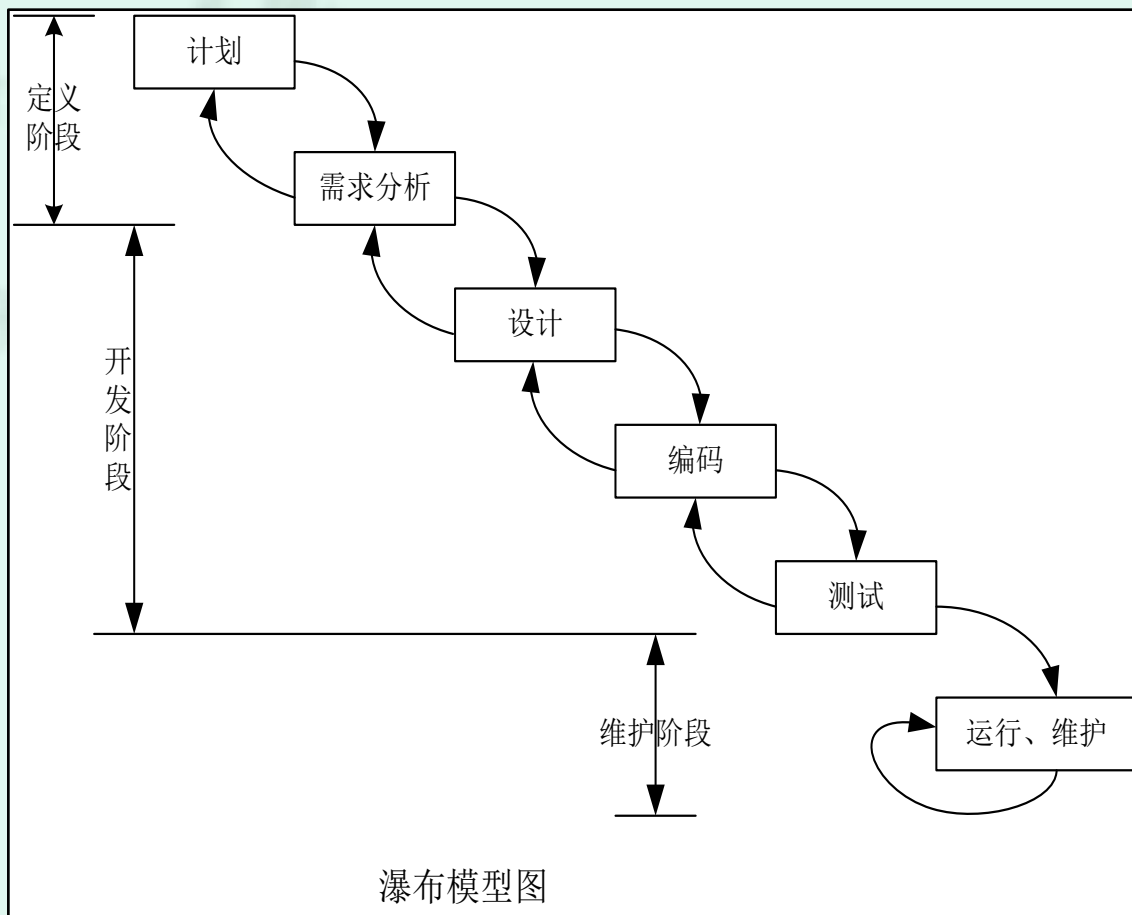 计划
定义
阶段
需求分析
设计
开
发
阶
段
编码
测试
维护阶段
运行、维护
瀑布模型图